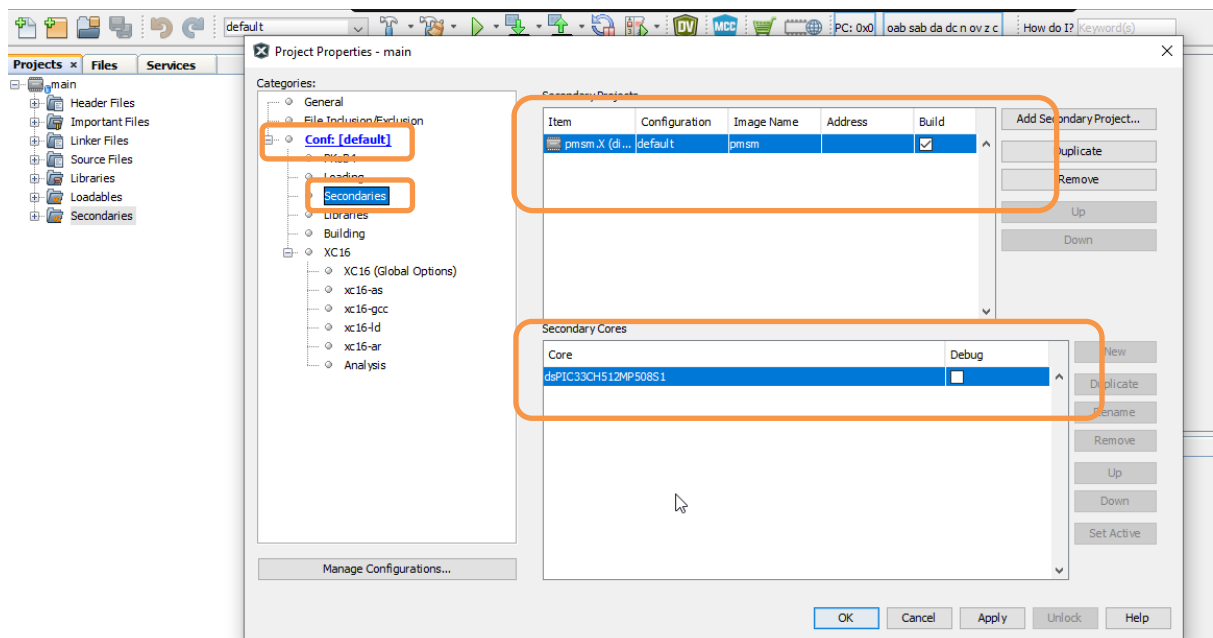 default
PC: 0x0
oab sab da dc n ov z c
How do I?
Keyword(s)
DV
MCC
Projects ×
Files
Services
main
Header Files
Important Files
Linker Files
Source Files
Libraries
Loadables
Secondaries
Project Properties - main
Categories:
General
File Inclusion/Exclusion
Conf: [default]
PKoB4
Loading
Secondaries
Libraries
Building
XC16
XC16 (Global Options)
xc16-as
xc16-gcc
xc16-ld
xc16-ar
Analysis
Manage Configurations...
Secondary Projects
Item Configuration Image Name Address Build
pmsm.X (di... default pmsm
Add Secondary Project...
Duplicate
Remove
Up
Down
Secondary Cores
Core Debug
dsPIC33CH512MP508S1
New
Duplicate
Rename
Remove
Up
Down
Set Active
OK
Cancel
Apply
Unlock
Help